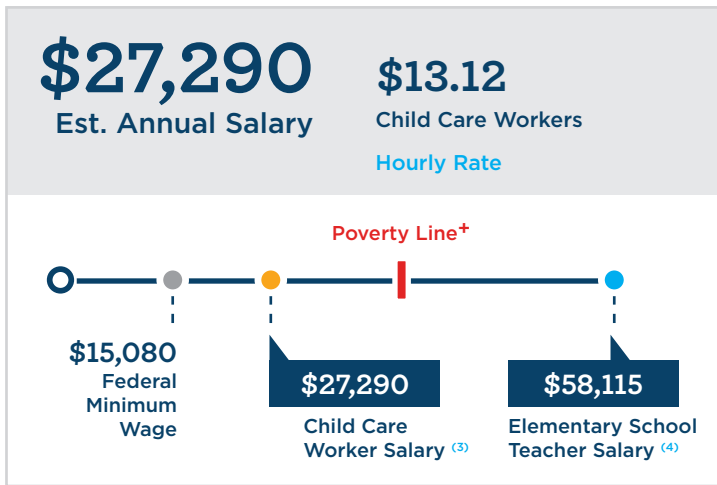 $27,290
Est. Annual Salary
$13.12
Child Care Workers
Hourly Rate
Poverty Line+
$15,080
Federal
Minimum
Wage
$27,290
Child Care
Worker Salary (3)
$58,115
Elementary School
Teacher Salary (4)